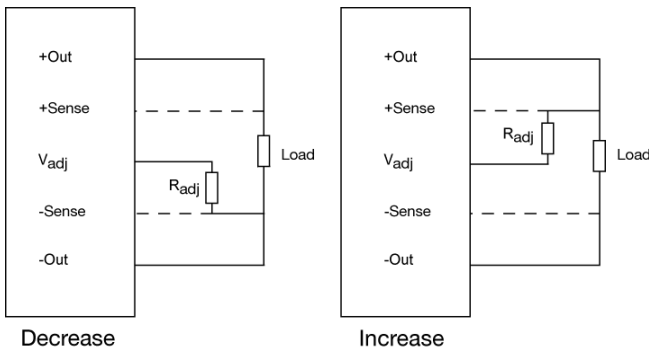 +Out
+Sense
Vadj
Radj
-Sense
-Out
Load
Decrease
+Out
+Sense
Radj
Vadj
-Sense
-Out
Load
Increase